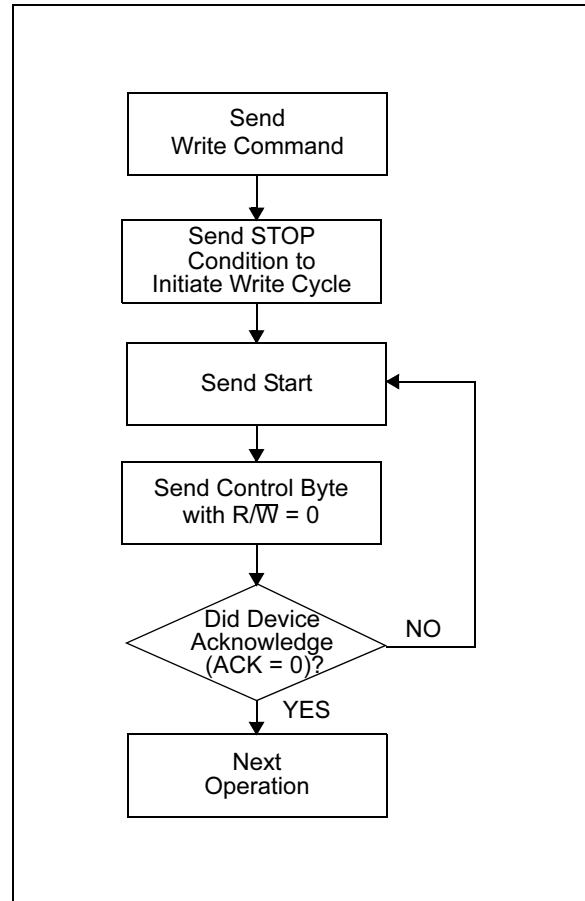 Send
Write Command
Send STOP
Condition to
Initiate Write Cycle
Send Start
Send Control Byte
with R/W̅ = 0
Did Device
Acknowledge
(ACK = 0)?
NO
YES
Next
Operation